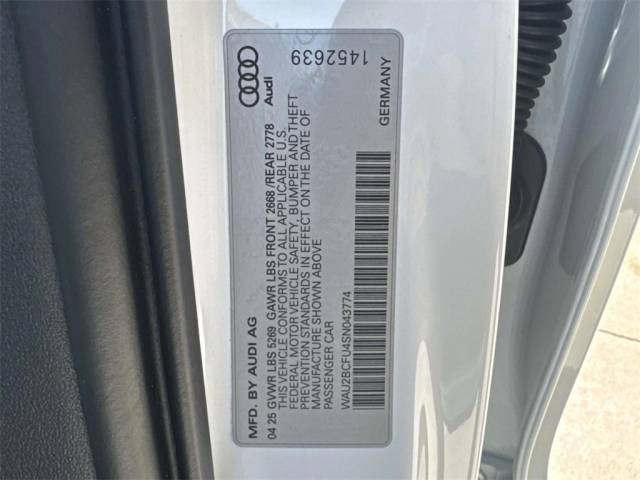 MFD. BY AUDI AG
Audi
04 25 GVWR LBS 5269 GAWR LBS FRONT 2668 /REAR 2778
THIS VEHICLE CONFORMS TO ALL APPLICABLE U.S.
FEDERAL MOTOR VEHICLE SAFETY, BUMPER AND THEFT
PREVENTION STANDARDS IN EFFECT ON THE DATE OF
MANUFACTURE SHOWN ABOVE
PASSENGER CAR
WAU2BCFU4SN043774
GERMANY
1452639